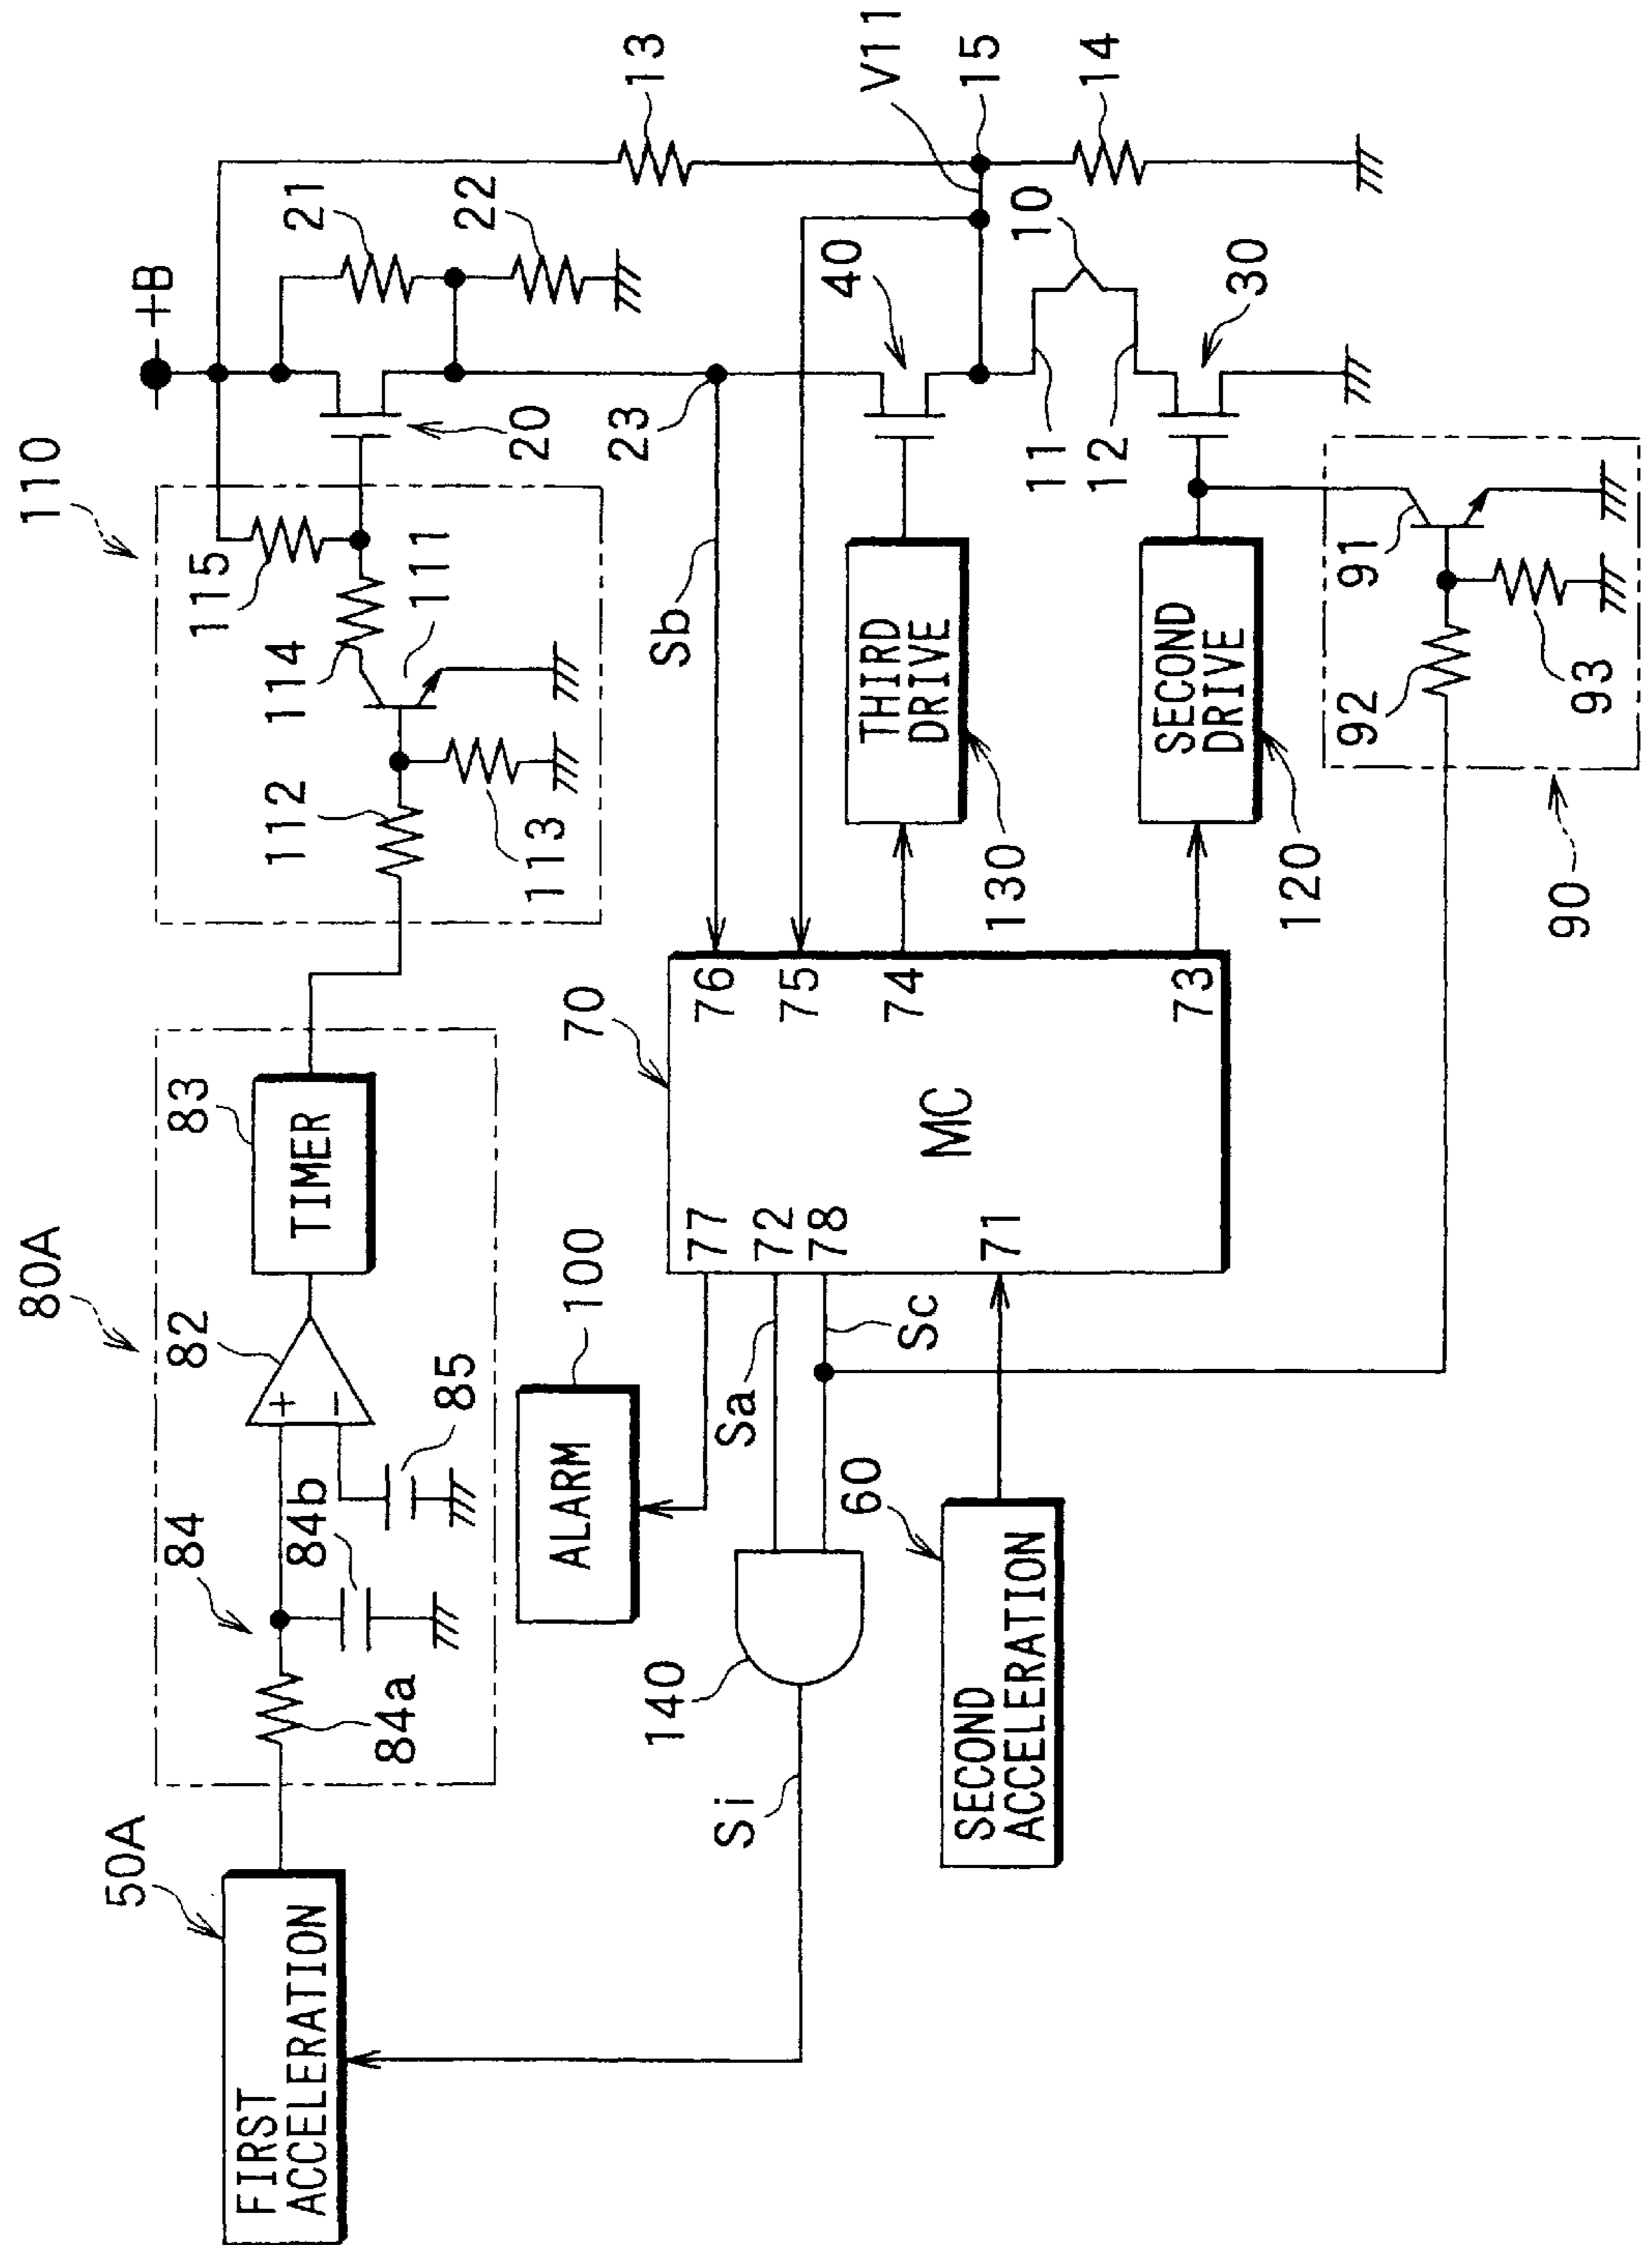 110
+B
13
115
114
111
112
113
21
22
20
23
V11
15
14
10
40
11
12
30
80A
83
TIMER
82
+
−
85
84
84b
84a
50A
FIRST
ACCELERATION
Sb
70
MC
76
75
74
73
77
72
78
71
THIRD
DRIVE
130
SECOND
DRIVE
120
91
92
93
90
100
ALARM
Sa
Sc
140
Si
60
SECOND
ACCELERATION